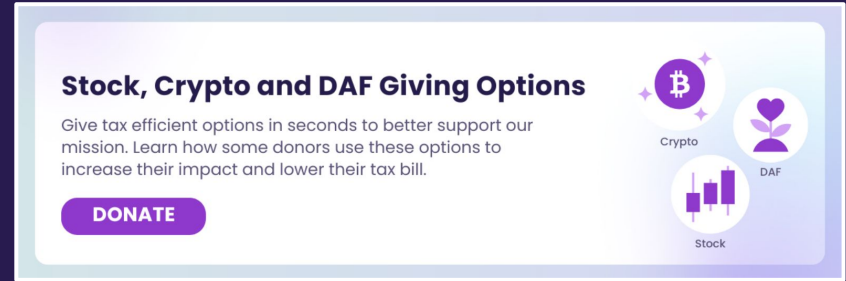 Stock, Crypto and DAF Giving Options
Give tax efficient options in seconds to better support our
mission. Learn how some donors use these options to
increase their impact and lower their tax bill.
DONATE
Crypto
DAF
Stock